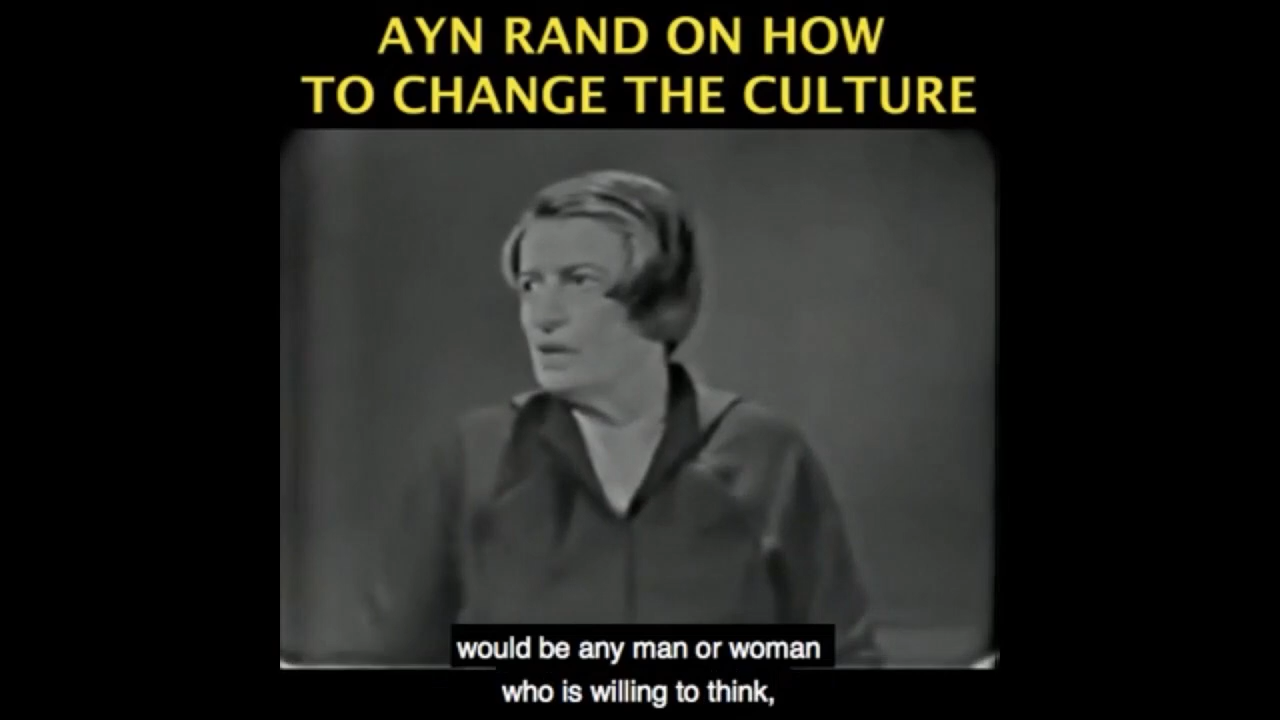 AYN RAND ON HOW
TO CHANGE THE CULTURE
would be any man or woman
who is willing to think,